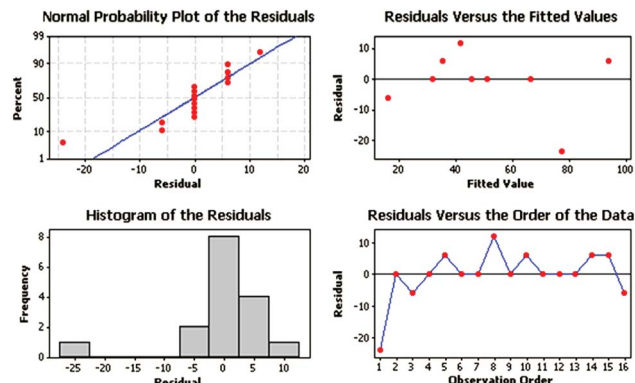 Normal Probability Plot of the Residuals
99
90
50
10
1
Percent
-20 -10 0 10 20
Residual
Residuals Versus the Fitted Values
10
0
-10
-20
Residual
20 40 60 80 100
Fitted Value
Histogram of the Residuals
8
6
4
2
0
Frequency
-25 -20 -15 -10 -5 0 5 10
Residual
Residuals Versus the Order of the Data
10
0
-10
-20
Residual
1 2 3 4 5 6 7 8 9 10 11 12 13 14 15 16
Observation Order